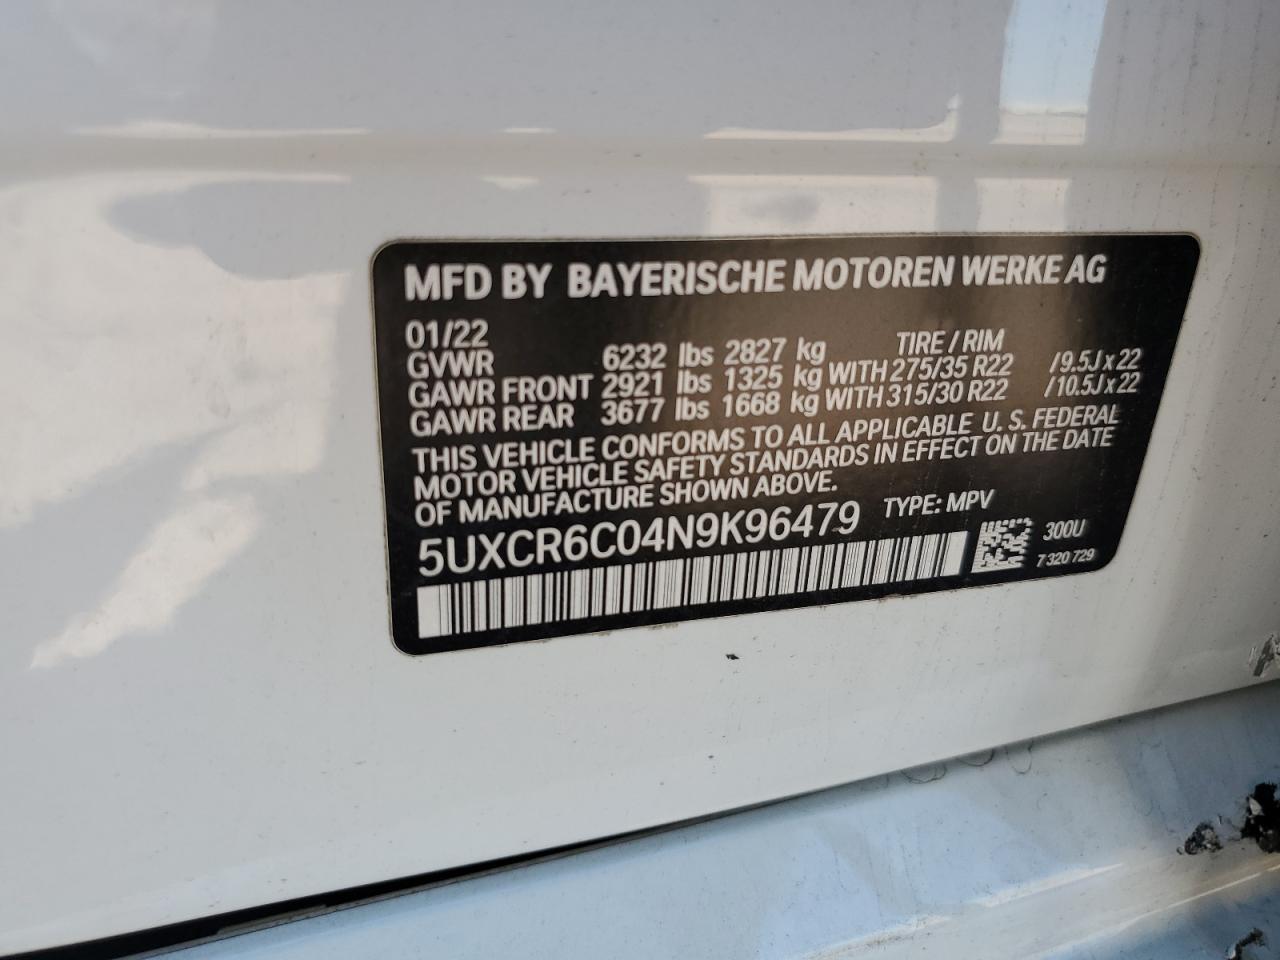 MFD BY BAYERISCHE MOTOREN WERKE AG
01/22
GVWR 6232 lbs 2827 kg TIRE / RIM
GAWR FRONT 2921 lbs 1325 kg WITH 275/35 R22 / 9.5J x 22
GAWR REAR 3677 lbs 1668 kg WITH 315/30 R22 / 10.5J x 22
THIS VEHICLE CONFORMS TO ALL APPLICABLE U. S. FEDERAL
MOTOR VEHICLE SAFETY STANDARDS IN EFFECT ON THE DATE
OF MANUFACTURE SHOWN ABOVE.
5UXCR6C04N9K96479 TYPE: MPV
300U
7 320 729